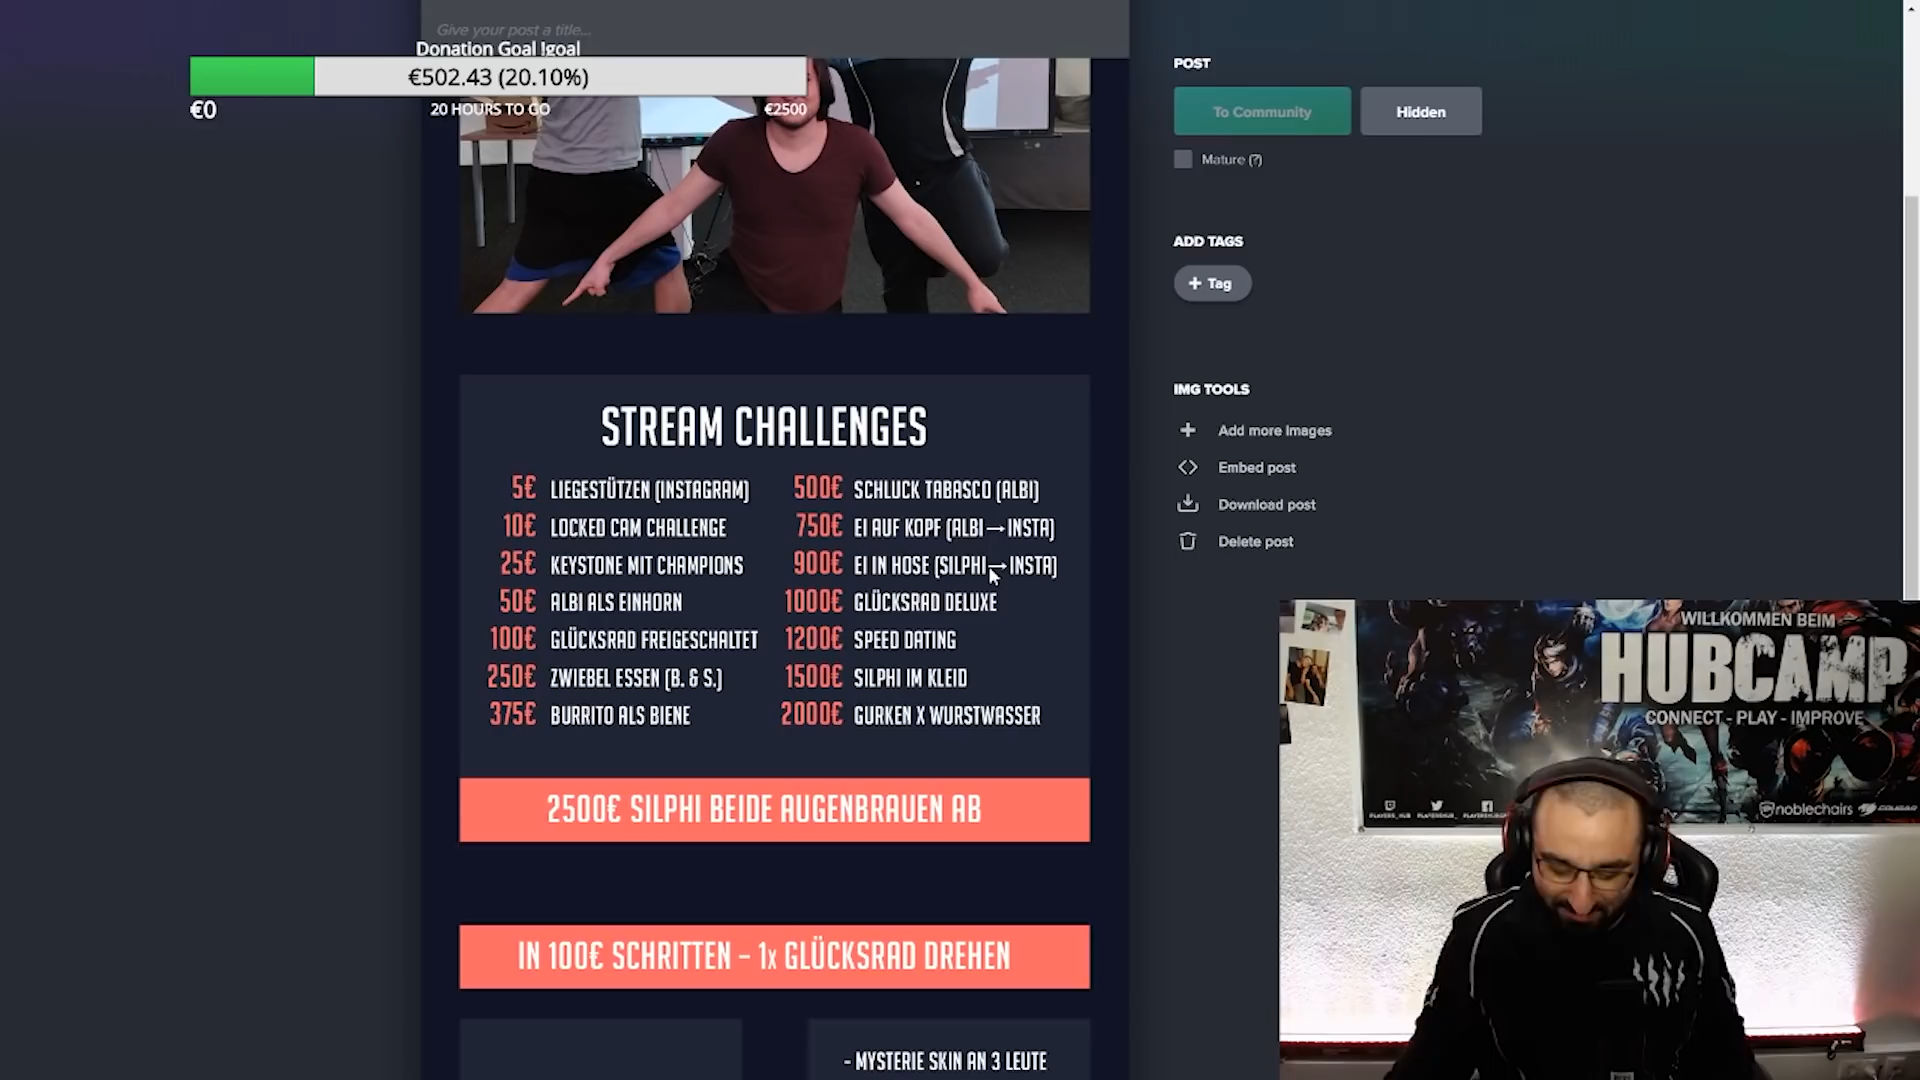 Give your post a title...
Donation Goal !goal
€502.43 (20.10%)
€0
20 HOURS TO GO
€2500
POST
To Community
Hidden
Mature (?)
ADD TAGS
+ Tag
IMG TOOLS
Add more Images
Embed post
Download post
Delete post
STREAM CHALLENGES
5€ LIEGESTÜTZEN (INSTAGRAM)
10€ LOCKED CAM CHALLENGE
25€ KEYSTONE MIT CHAMPIONS
50€ ALBI ALS EINHORN
100€ GLÜCKSRAD FREIGESCHALTET
250€ ZWIEBEL ESSEN (B. & S.)
375€ BURRITO ALS BIENE
500€ SCHLUCK TABASCO (ALBI)
750€ EI AUF KOPF (ALBI → INSTA)
900€ EI IN HOSE (SILPHI → INSTA)
1000€ GLÜCKSRAD DELUXE
1200€ SPEED DATING
1500€ SILPHI IM KLEID
2000€ GURKEN X WURSTWASSER
2500€ SILPHI BEIDE AUGENBRAUEN AB
IN 100€ SCHRITTEN - 1x GLÜCKSRAD DREHEN
- MYSTERIE SKIN AN 3 LEUTE
WILLKOMMEN BEIM
HUBCAMP
CONNECT - PLAY - IMPROVE
noblechairs COUGAR